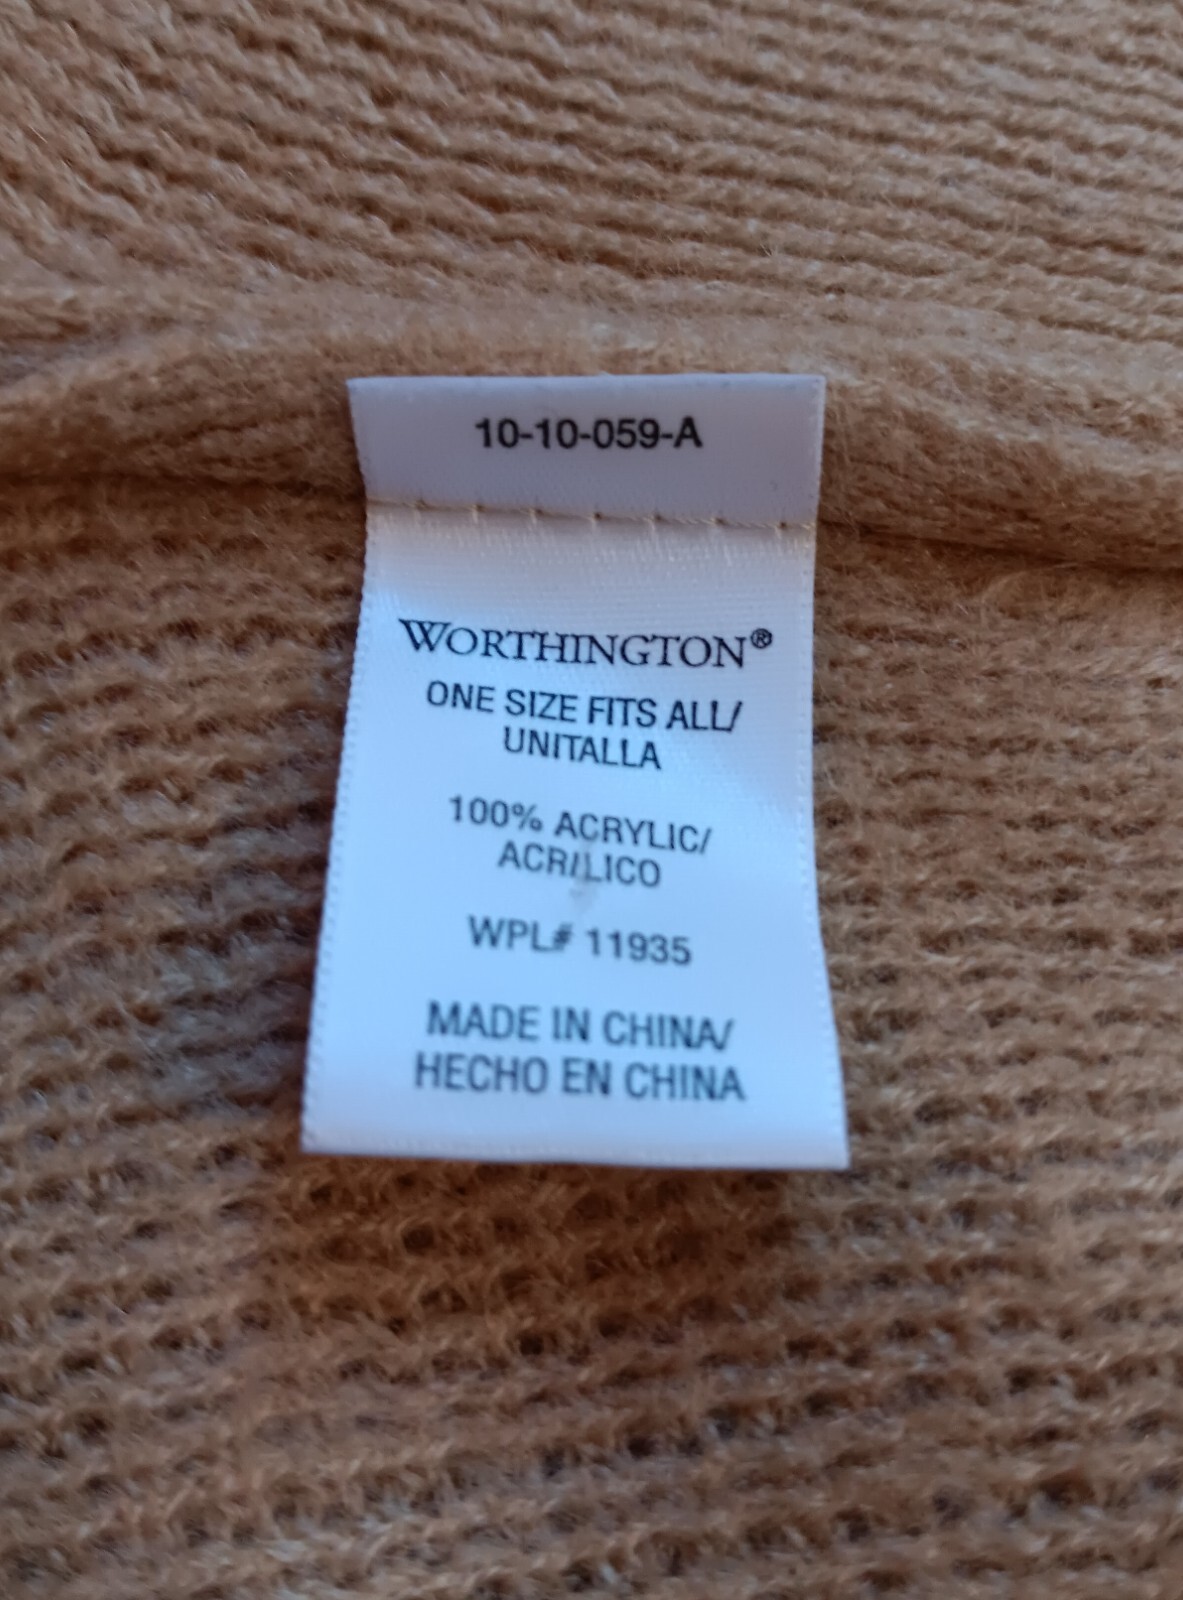 10-10-059-A
WORTHINGTON®
ONE SIZE FITS ALL/
UNITALLA
100% ACRYLIC/
ACRILICO
WPL# 11935
MADE IN CHINA/
HECHO EN CHINA